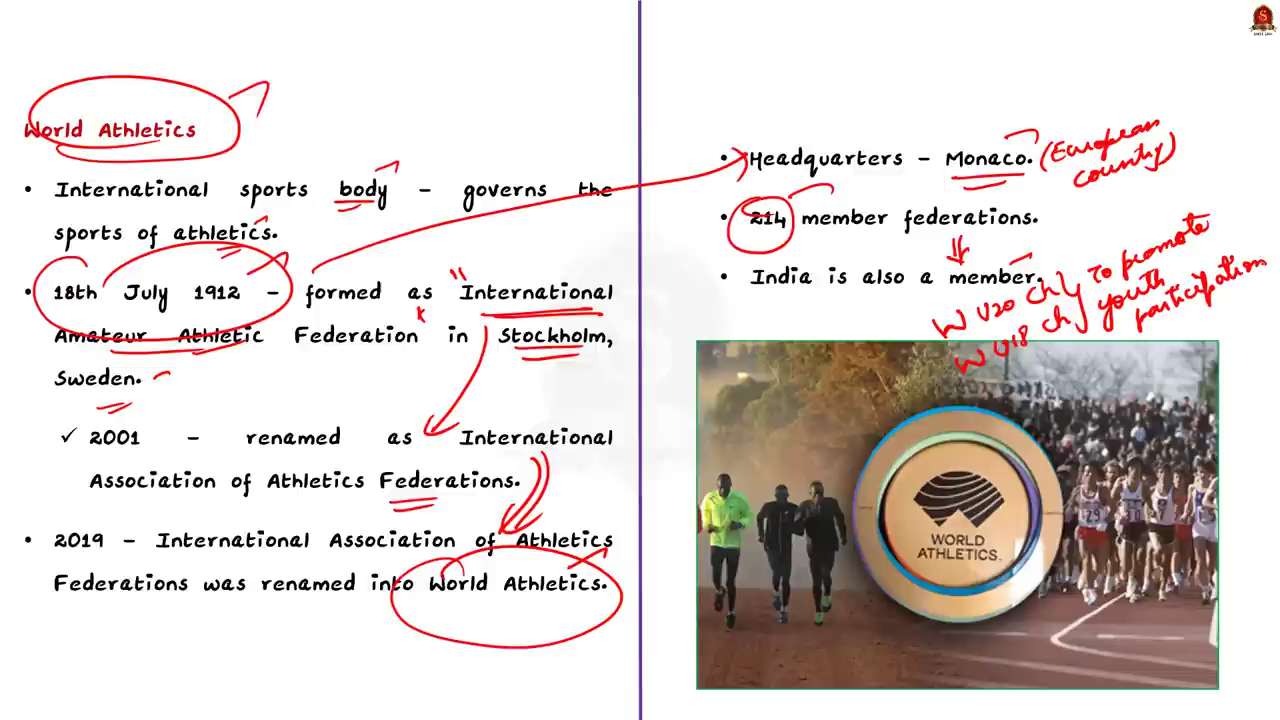 World Athletics
• International sports body – governs the
sports of athletics.
• 18th July 1912 – formed as "International
Amateur Athletic Federation in Stockholm,
Sweden.
✓ 2001 – renamed as International
Association of Athletics Federations.
• 2019 – International Association of Athletics
Federations was renamed into World Athletics.
• Headquarters – Monaco. (European
country)
• 214 member federations.
• India is also a member.
W U20 Ch To promote
W U18 Ch youth
participation
WORLD
ATHLETICS.